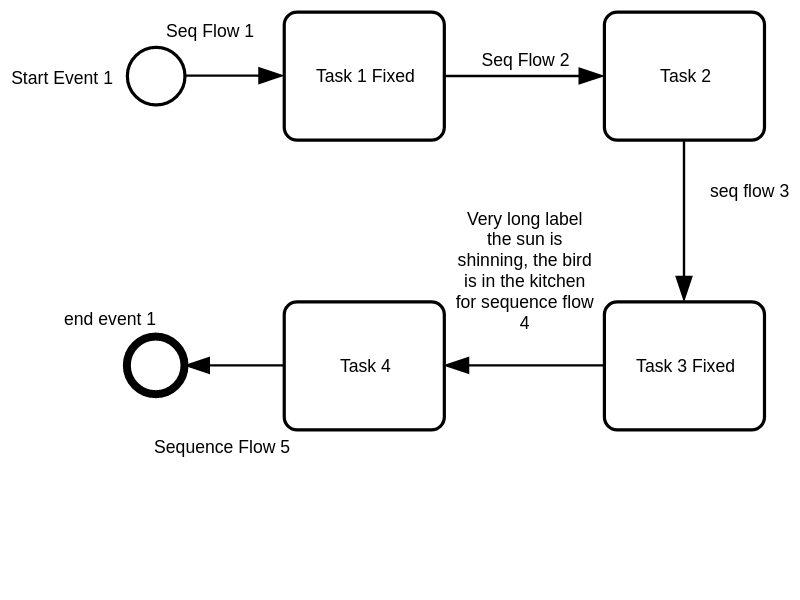 Seq Flow 1
Start Event 1
Task 1 Fixed
Seq Flow 2
Task 2
seq flow 3
Very long label
the sun is
shinning, the bird
is in the kitchen
for sequence flow
4
Task 3 Fixed
Task 4
end event 1
Sequence Flow 5